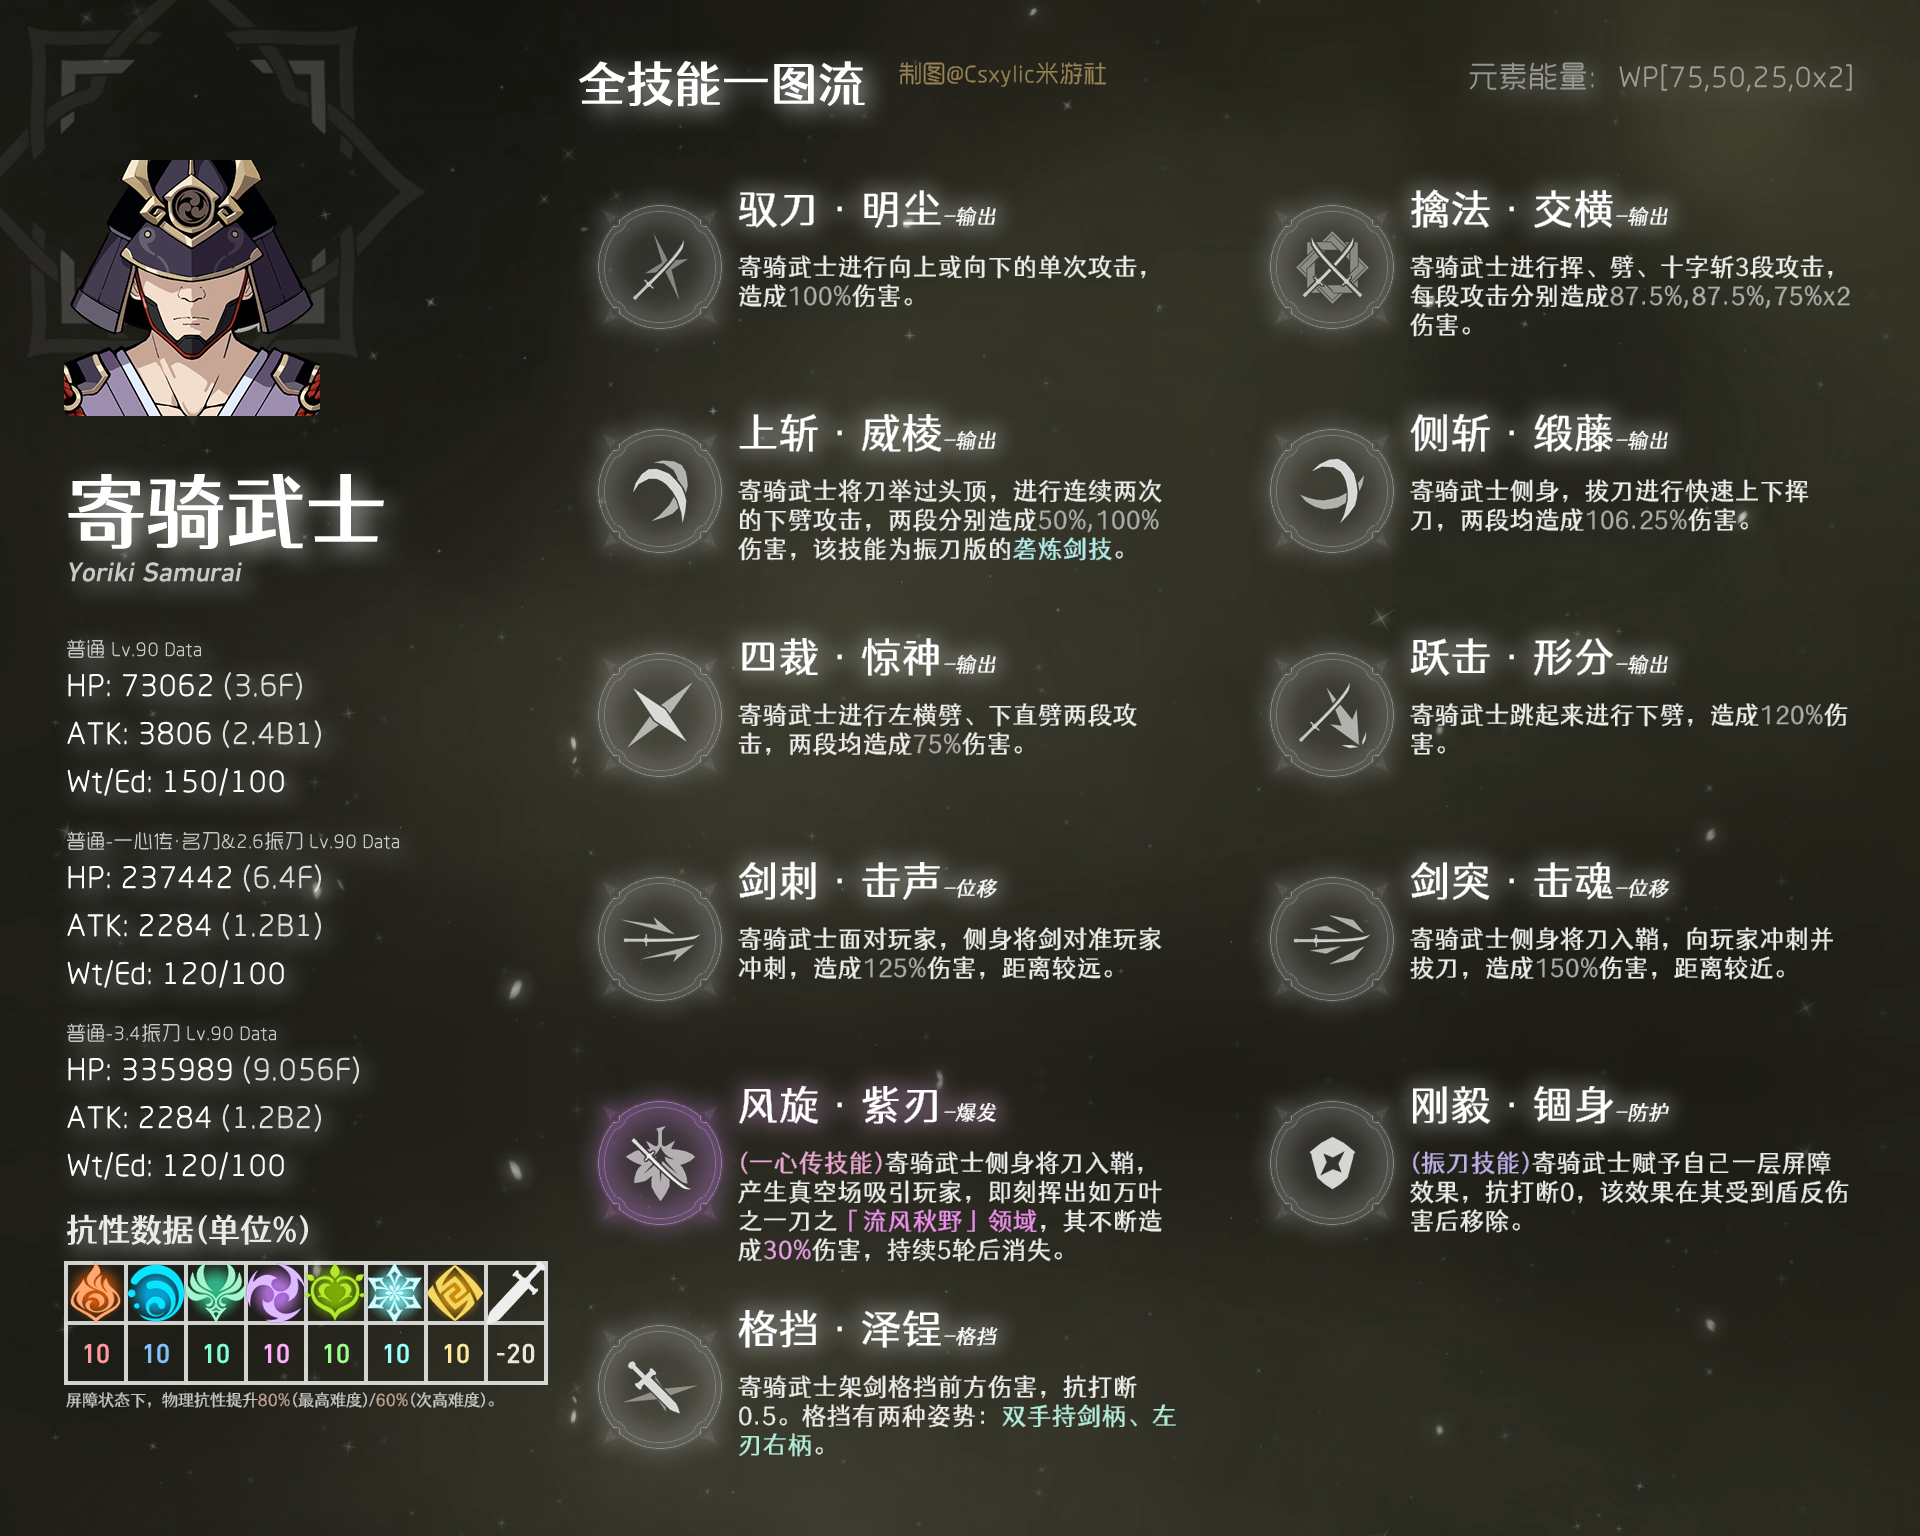 全技能一图流
制图@Csxylic米游社
元素能量： WP[75,50,25,0x2]
寄骑武士
Yoriki Samurai
普通 Lv.90 Data
HP: 73062 (3.6F)
ATK: 3806 (2.4B1)
Wt/Ed: 150/100
普通-一心传·名刀&2.6振刀 Lv.90 Data
HP: 237442 (6.4F)
ATK: 2284 (1.2B1)
Wt/Ed: 120/100
普通-3.4振刀 Lv.90 Data
HP: 335989 (9.056F)
ATK: 2284 (1.2B2)
Wt/Ed: 120/100
抗性数据(单位%)
10 10 10 10 10 10 10 -20
屏障状态下，物理抗性提升80%(最高难度)/60%(次高难度)。
驭刀 · 明尘-输出
寄骑武士进行向上或向下的单次攻击，
造成100%伤害。
擒法 · 交横-输出
寄骑武士进行挥、劈、十字斩3段攻击，
每段攻击分别造成87.5%,87.5%,75%x2
伤害。
上斩 · 威棱-输出
寄骑武士将刀举过头顶，进行连续两次
的下劈攻击，两段分别造成50%,100%
伤害，该技能为振刀版的砻炼剑技。
侧斩 · 缎藤-输出
寄骑武士侧身，拔刀进行快速上下挥
刀，两段均造成106.25%伤害。
四裁 · 惊神-输出
寄骑武士进行左横劈、下直劈两段攻
击，两段均造成75%伤害。
跃击 · 形分-输出
寄骑武士跳起来进行下劈，造成120%伤
害。
剑刺 · 击声-位移
寄骑武士面对玩家，侧身将剑对准玩家
冲刺，造成125%伤害，距离较远。
剑突 · 击魂-位移
寄骑武士侧身将刀入鞘，向玩家冲刺并
拔刀，造成150%伤害，距离较近。
风旋 · 紫刃-爆发
(一心传技能)寄骑武士侧身将刀入鞘，
产生真空场吸引玩家，即刻挥出如万叶
之一刀之「流风秋野」领域，其不断造
成30%伤害，持续5轮后消失。
刚毅 · 锢身-防护
(振刀技能)寄骑武士赋予自己一层屏障
效果，抗打断0，该效果在其受到盾反伤
害后移除。
格挡 · 泽锃-格挡
寄骑武士架剑格挡前方伤害，抗打断
0.5。格挡有两种姿势：双手持剑柄、左
刃右柄。